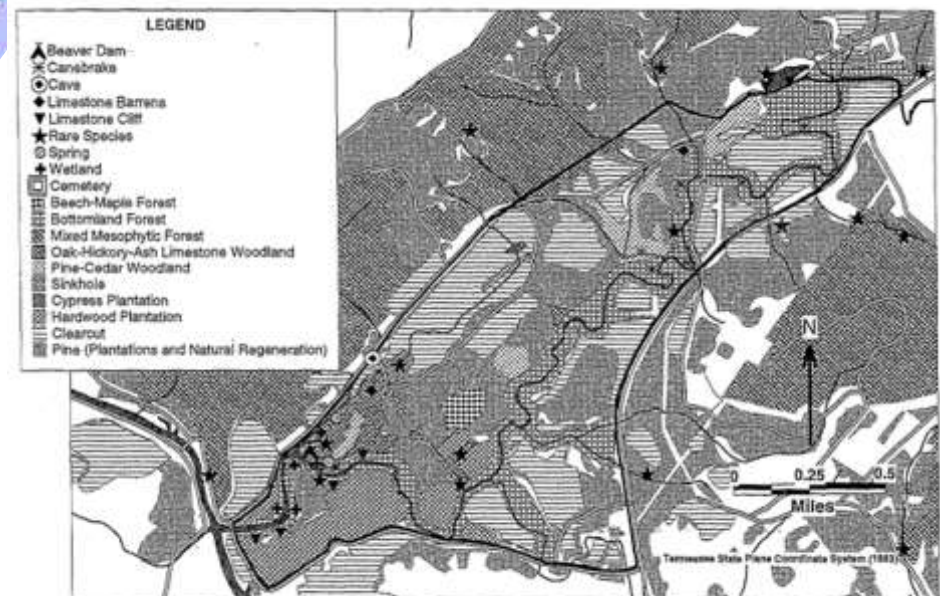 LEGEND
Beaver Dam
Canebrake
Cave
Limestone Barrens
Limestone Cliff
Rare Species
Spring
Wetland
Cemetery
Beech-Maple Forest
Bottomland Forest
Mixed Mesophytic Forest
Oak-Hickory-Ash Limestone Woodland
Pine-Cedar Woodland
Sinkhole
Cypress Plantation
Hardwood Plantation
Clearcut
Pine (Plantations and Natural Regeneration)
N
0 0.25 0.5
Miles
Tennessee State Plane Coordinate System (1983)